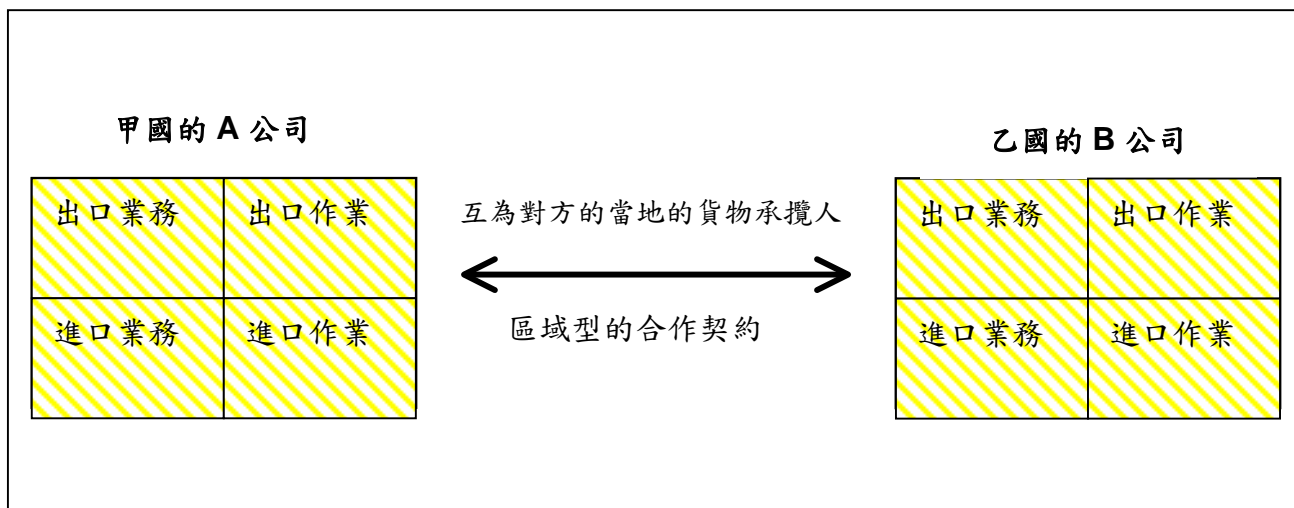 甲國的 A 公司
乙國的 B 公司
出口業務 出口作業
互為對方的當地的貨物承攬人
出口業務 出口作業
進口業務 進口作業
區域型的合作契約
進口業務 進口作業